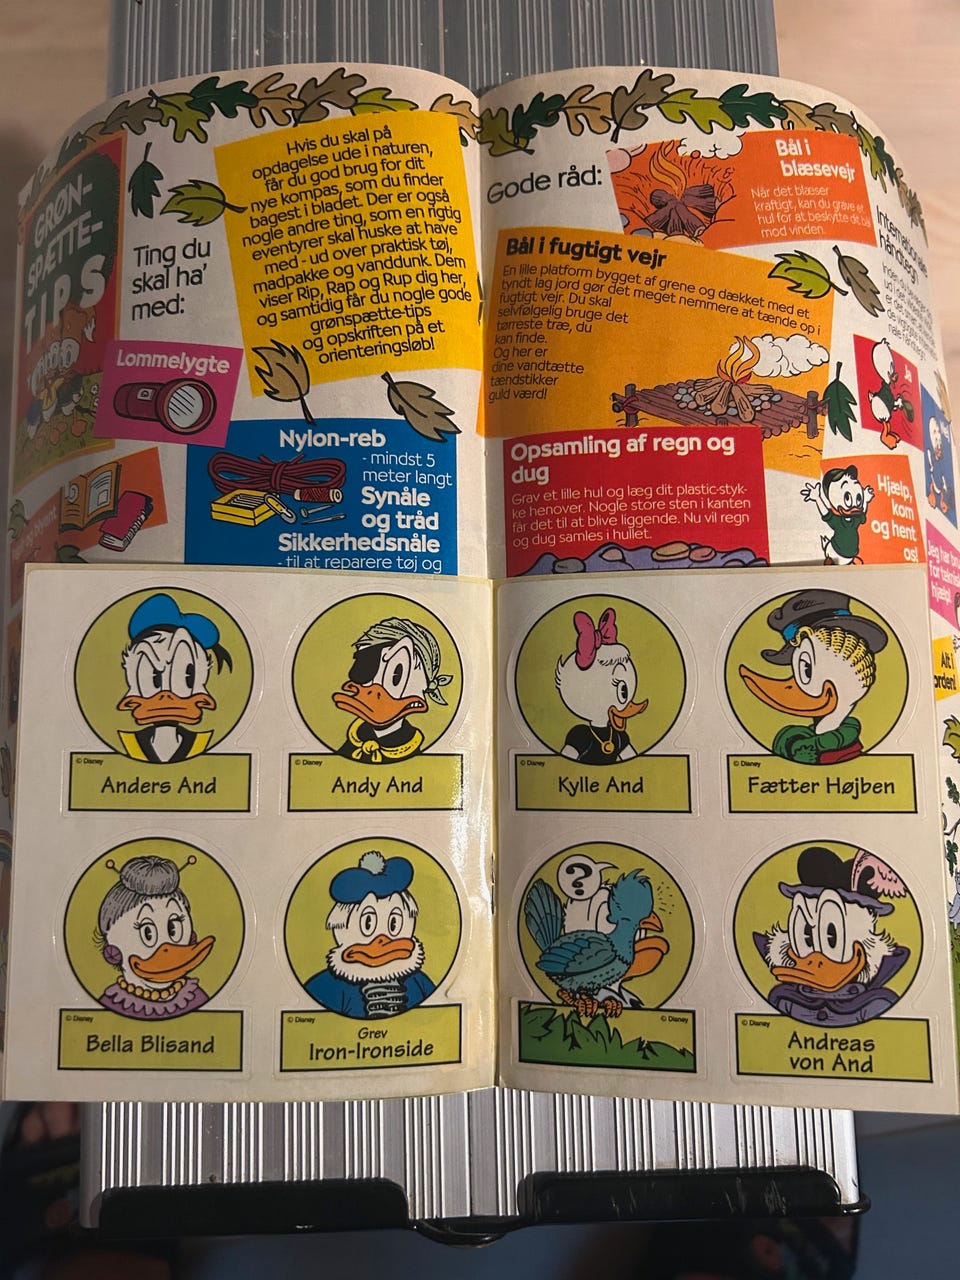 GRØN-
SPÆTTE-
TIPS
Ting du
skal ha'
med:
Hvis du skal på
opdagelse ude i naturen,
får du god brug for dit
nye kompas, som du finder
bagest i bladet. Der er også
nogle andre ting, som en rigtig
eventyrer skal huske at have
med - ud over praktisk tøj,
madpakke og vanddunk. Dem
viser Rip, Rap og Rup dig her,
og samtidig får du nogle gode
grønspætte-tips
og opskriften på et
orienteringsløb!
Lommelygte
Nylon-reb
- mindst 5
meter langt
Synåle
og tråd
Sikkerhedsnåle
- til at reparere tøj og
Gode råd:
Bål i
blæsevejr
Når det blæser
kraftigt, kan du grave et
hul for at beskytte dit bål
mod vinden.
Bål i fugtigt vejr
En lille platform bygget af grene og dækket med et
tyndt lag jord gør det meget nemmere at tænde op i
fugtigt vejr. Du skal
selvfølgelig bruge det
tørreste træ, du
kan finde.
Og her er
dine vandtætte
tændstikker
guld værd!
Opsamling af regn og
dug
Grav et lille hul og læg dit plastic-styk-
ke henover. Nogle store sten i kanten
får det til at blive liggende. Nu vil regn
og dug samles i hullet.
Internationale
håndtegn
Ja
Hjælp,
kom
og hent
os!
Jeg har brug
for teknisk
hjælp!
Alt i
orden!
© Disney
Anders And
© Disney
Andy And
© Disney
Kylle And
© Disney
Fætter Højben
© Disney
Bella Blisand
© Disney
Grev
Iron-Ironside
?
© Disney
© Disney
Andreas
von And